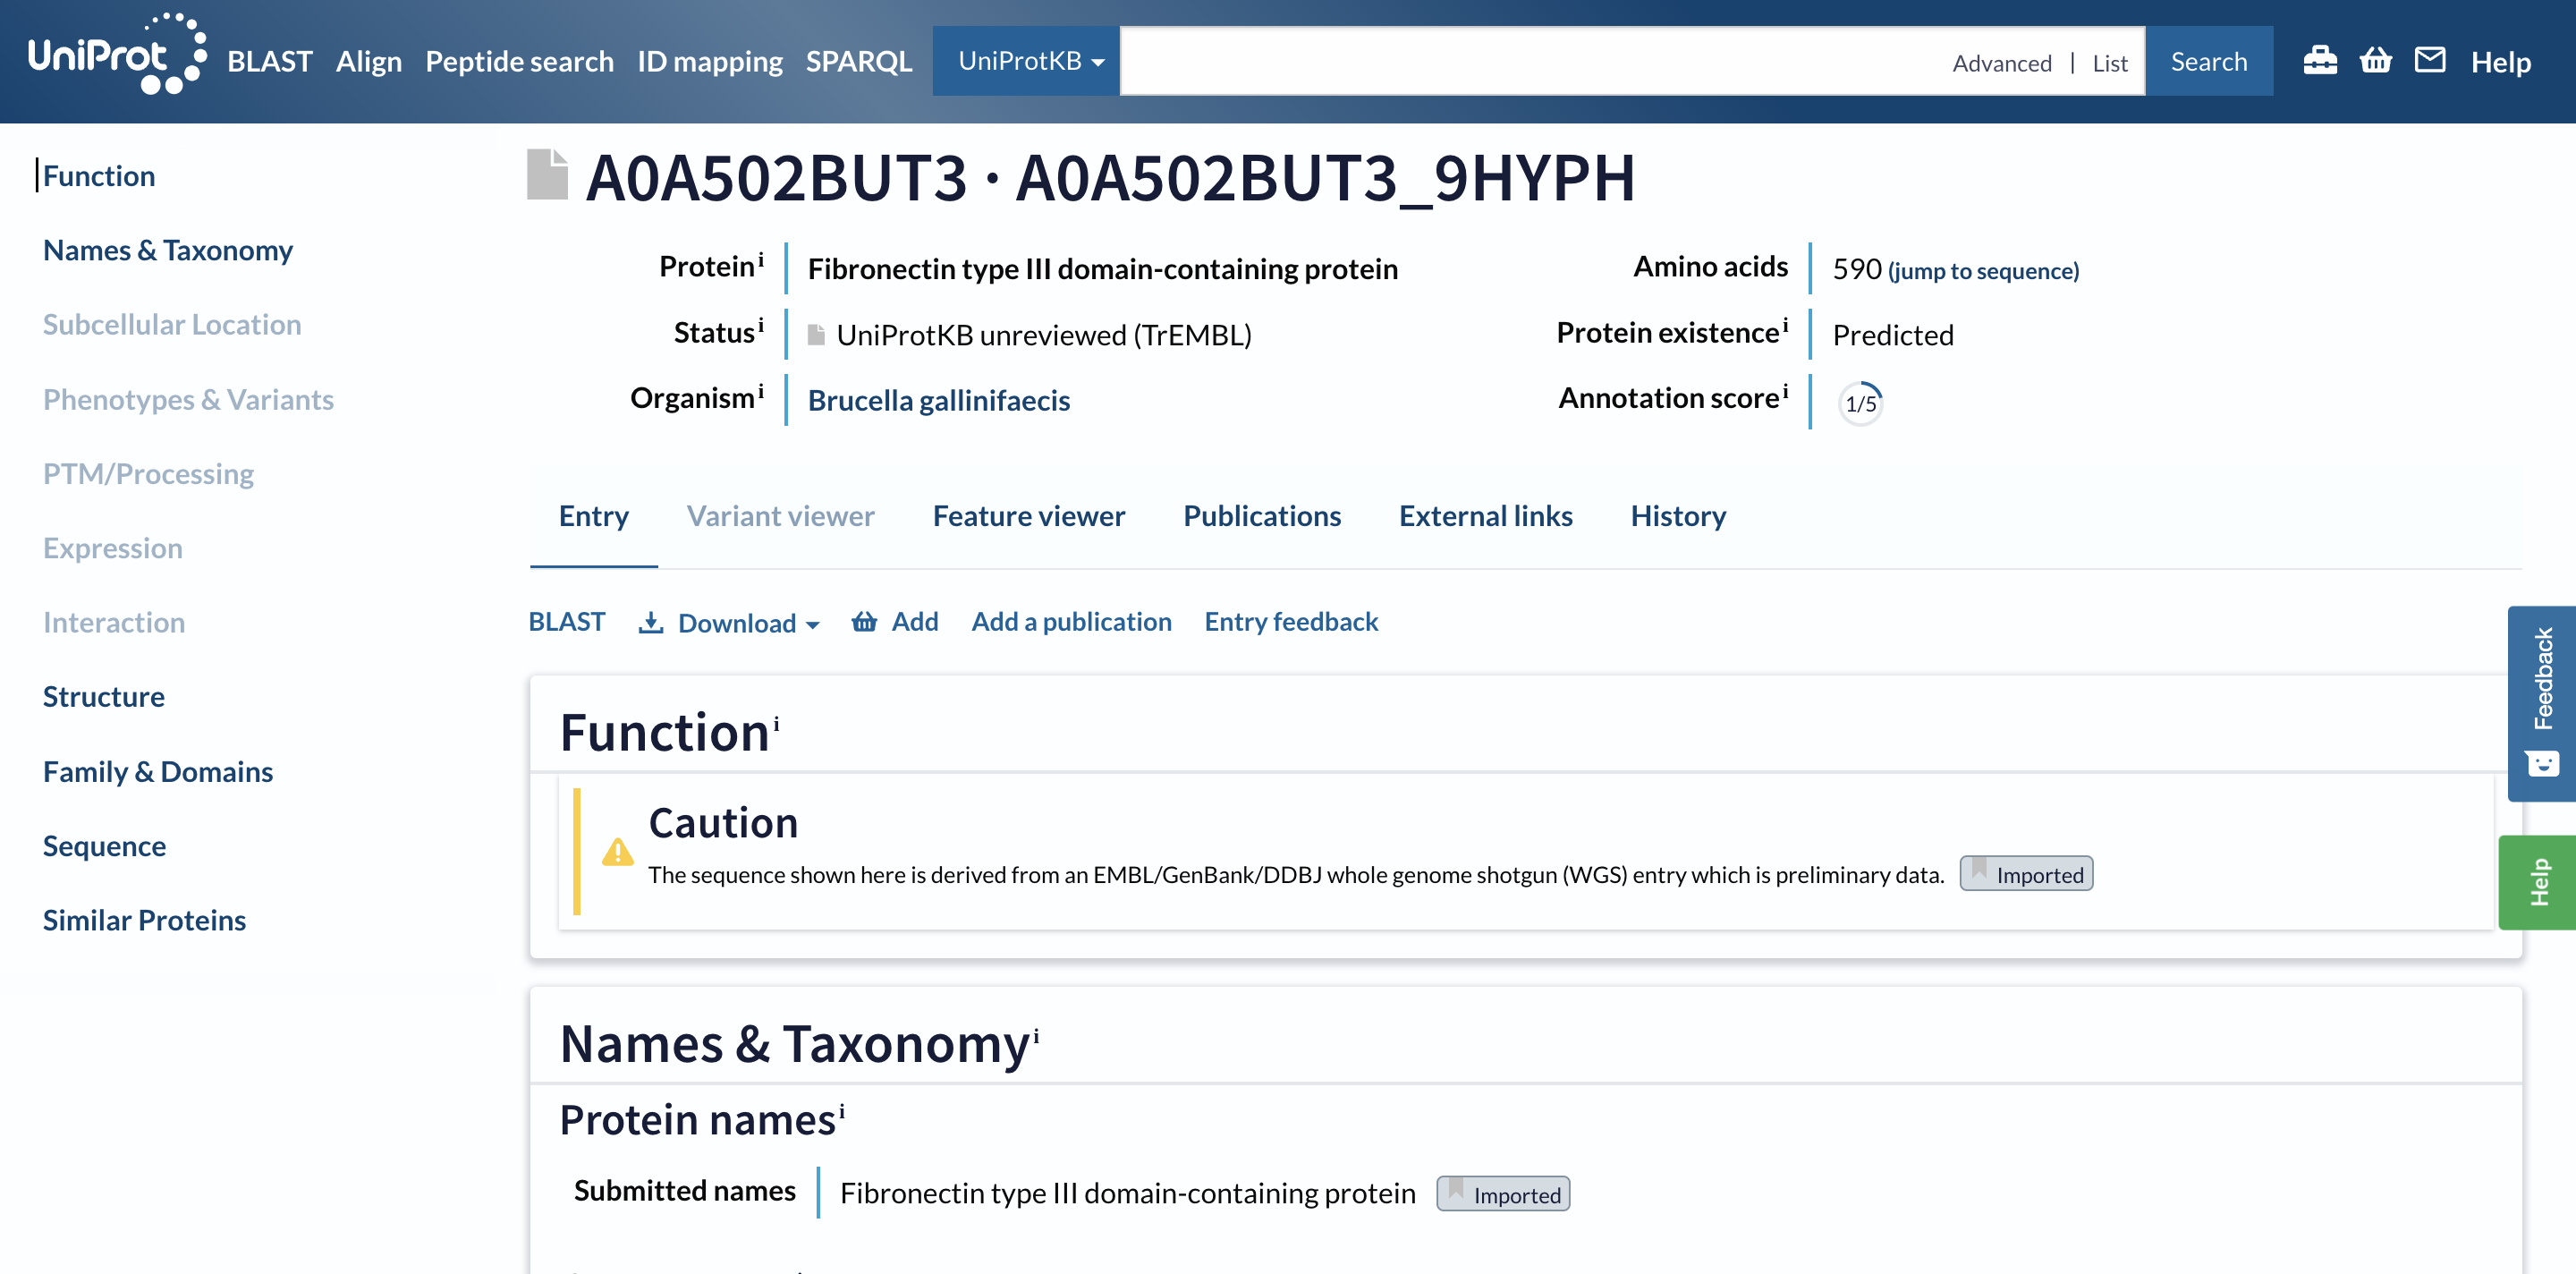 UniProt BLAST Align Peptide search ID mapping SPARQL UniProtKB Advanced | List Search Help
Function
Names & Taxonomy
Subcellular Location
Phenotypes & Variants
PTM/Processing
Expression
Interaction
Structure
Family & Domains
Sequence
Similar Proteins
A0A502BUT3 · A0A502BUT3_9HYPH
Protein i Fibronectin type III domain-containing protein
Amino acids 590 (jump to sequence)
Status i UniProtKB unreviewed (TrEMBL)
Protein existence i Predicted
Organism i Brucella gallinifaecis
Annotation score i 1/5
Entry Variant viewer Feature viewer Publications External links History
BLAST Download Add Add a publication Entry feedback
Function i
Caution
The sequence shown here is derived from an EMBL/GenBank/DDBJ whole genome shotgun (WGS) entry which is preliminary data. Imported
Names & Taxonomy i
Protein names i
Submitted names Fibronectin type III domain-containing protein Imported
Feedback
Help